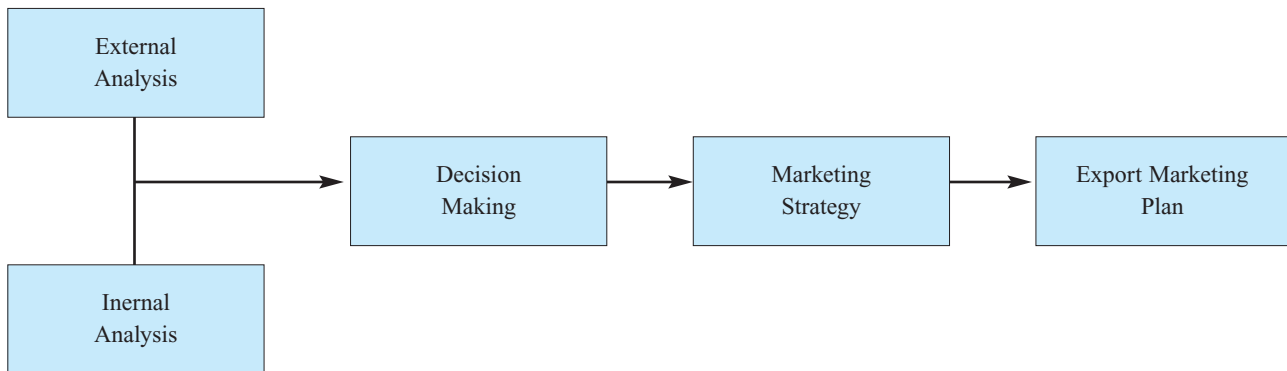 External
Analysis
Decision
Making
Marketing
Strategy
Export Marketing
Plan
Inernal
Analysis